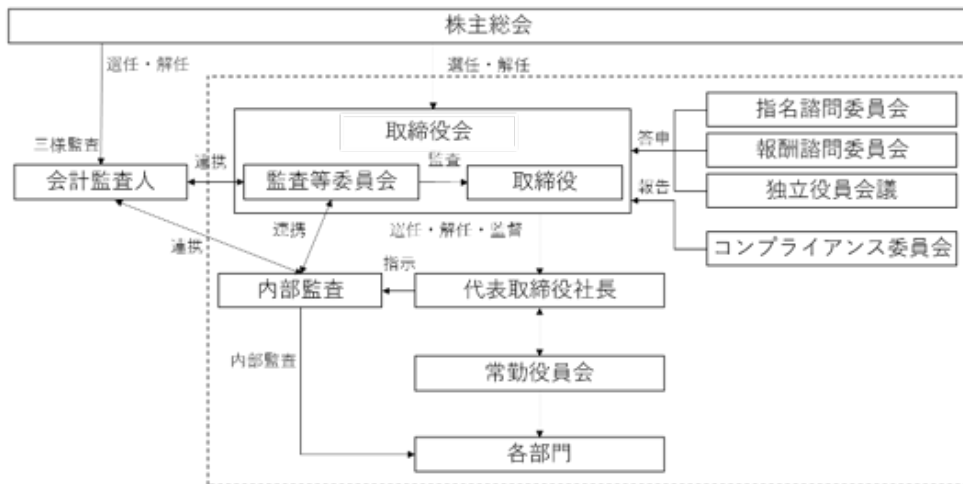 株主総会
選任・解任
選任・解任
指名諮問委員会
取締役会
答申
三様監査
報酬諮問委員会
連携
監査
会計監査人
監査等委員会
取締役
報告
独立役員会議
連携
連携
選任・解任・監督
コンプライアンス委員会
指示
内部監査
代表取締役社長
内部監査
常勤役員会
各部門